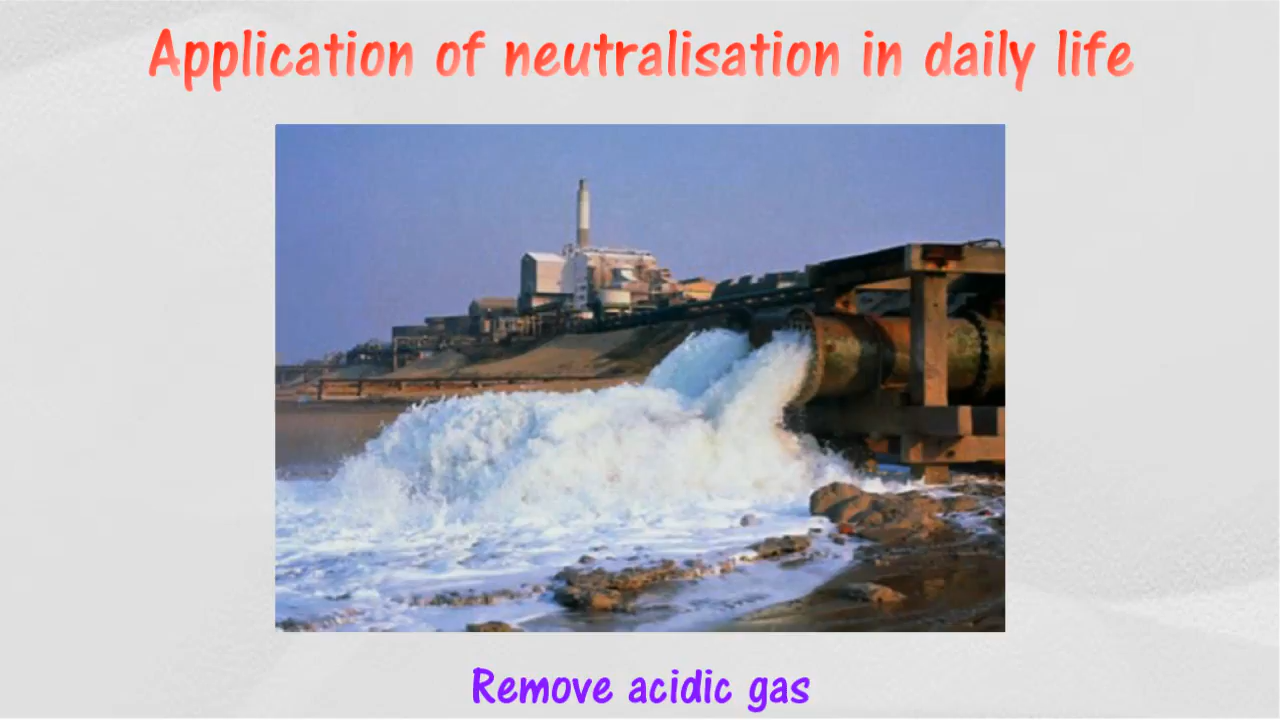 Application of neutralisation in daily life
Remove acidic gas